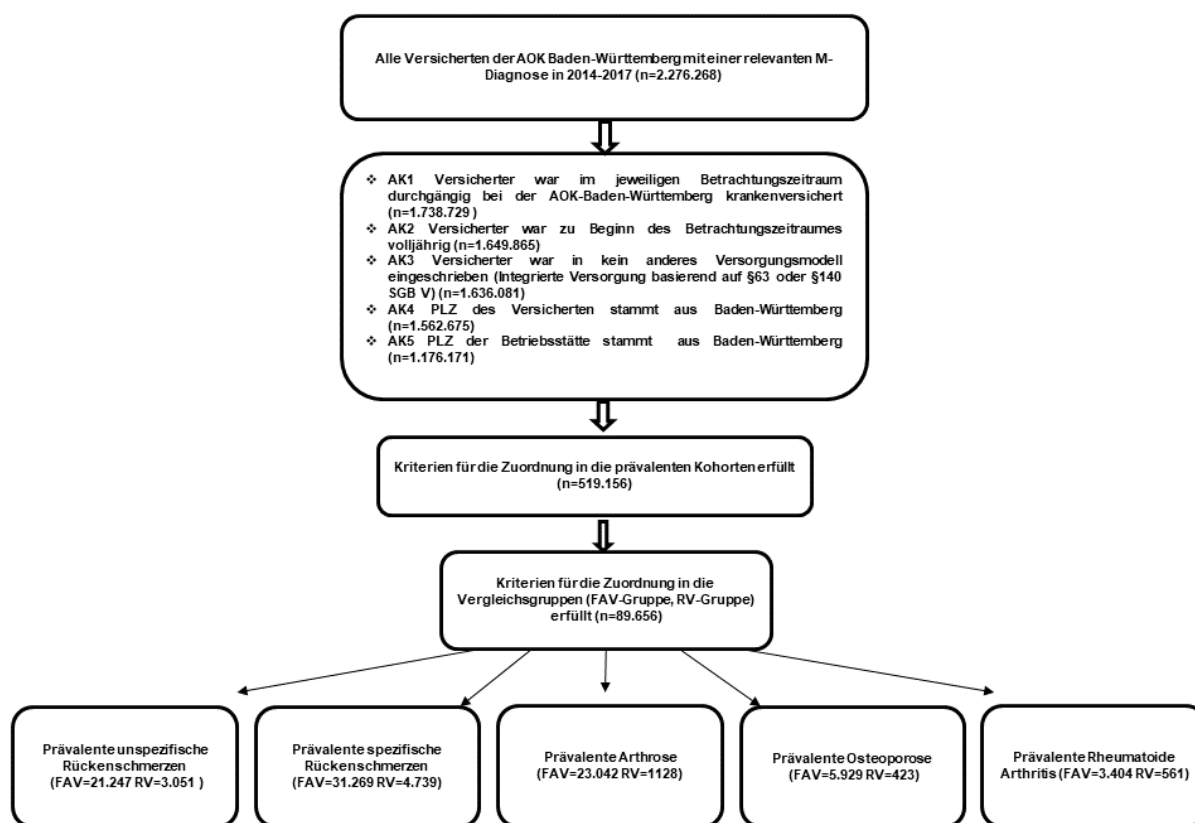 Alle Versicherten der AOK Baden-Württemberg mit einer relevanten M-
Diagnose in 2014-2017 (n=2.276.268)
❖ AK1 Versicherter war im jeweiligen Betrachtungszeitraum
durchgängig bei der AOK-Baden-Württemberg krankenversichert
(n=1.738.729 )
❖ AK2 Versicherter war zu Beginn des Betrachtungszeitraumes
volljährig (n=1.649.865)
❖ AK3 Versicherter war in kein anderes Versorgungsmodell
eingeschrieben (Integrierte Versorgung basierend auf §63 oder §140
SGB V) (n=1.636.081)
❖ AK4 PLZ des Versicherten stammt aus Baden-Württemberg
(n=1.562.675)
❖ AK5 PLZ der Betriebsstätte stammt aus Baden-Württemberg
(n=1.176.171)
Kriterien für die Zuordnung in die prävalenten Kohorten erfüllt
(n=519.156)
Kriterien für die Zuordnung in die
Vergleichsgruppen (FAV-Gruppe, RV-Gruppe)
erfüllt (n=89.656)
Prävalente unspezifische
Rückenschmerzen
(FAV=21.247 RV=3.051 )
Prävalente spezifische
Rückenschmerzen
(FAV=31.269 RV=4.739)
Prävalente Arthrose
(FAV=23.042 RV=1128)
Prävalente Osteoporose
(FAV=5.929 RV=423)
Prävalente Rheumatoide
Arthritis (FAV=3.404 RV=561)